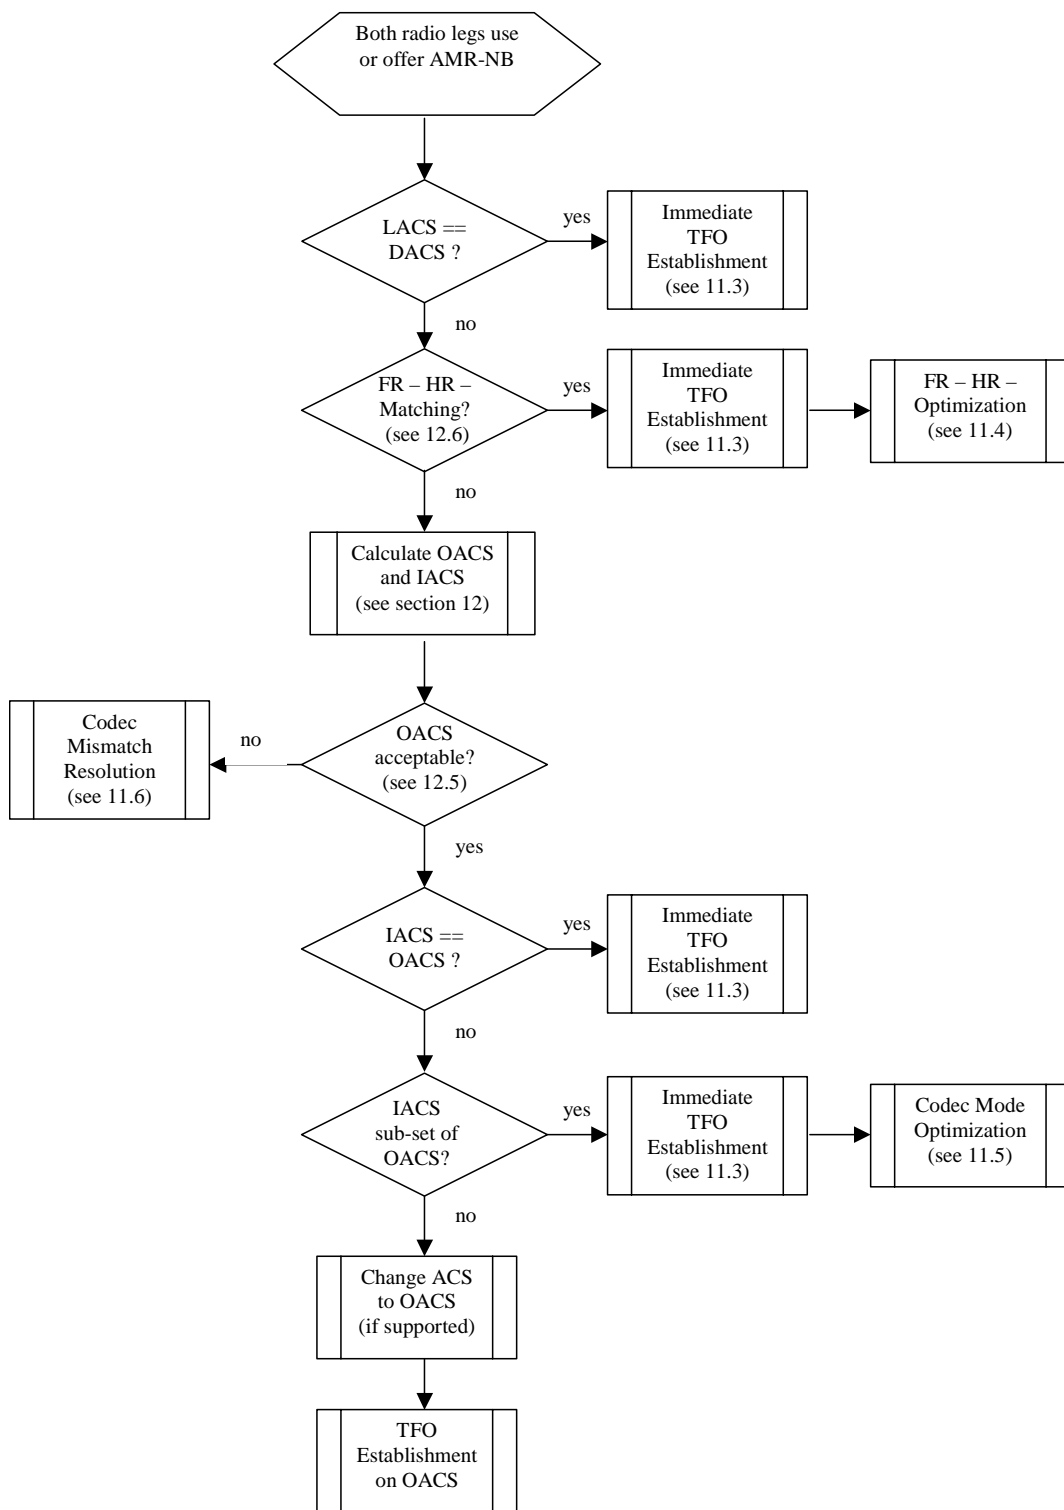 Both radio legs use
or offer AMR-NB
LACS ==
DACS ?
yes
Immediate
TFO
Establishment
(see 11.3)
no
FR – HR –
Matching?
(see 12.6)
yes
Immediate
TFO
Establishment
(see 11.3)
FR – HR –
Optimization
(see 11.4)
no
Calculate OACS
and IACS
(see section 12)
OACS
acceptable?
(see 12.5)
no
Codec
Mismatch
Resolution
(see 11.6)
yes
IACS ==
OACS ?
yes
Immediate
TFO
Establishment
(see 11.3)
no
IACS
sub-set of
OACS?
yes
Immediate
TFO
Establishment
(see 11.3)
Codec Mode
Optimization
(see 11.5)
no
Change ACS
to OACS
(if supported)
TFO
Establishment
on OACS